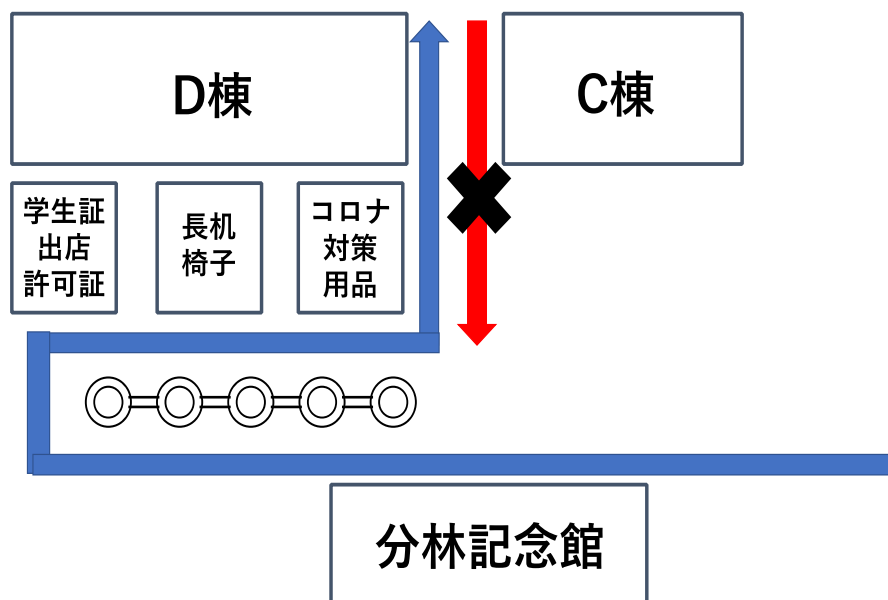 D棟
C棟
学生証
出店
許可証
長机
椅子
コロナ
対策
用品
分林記念館